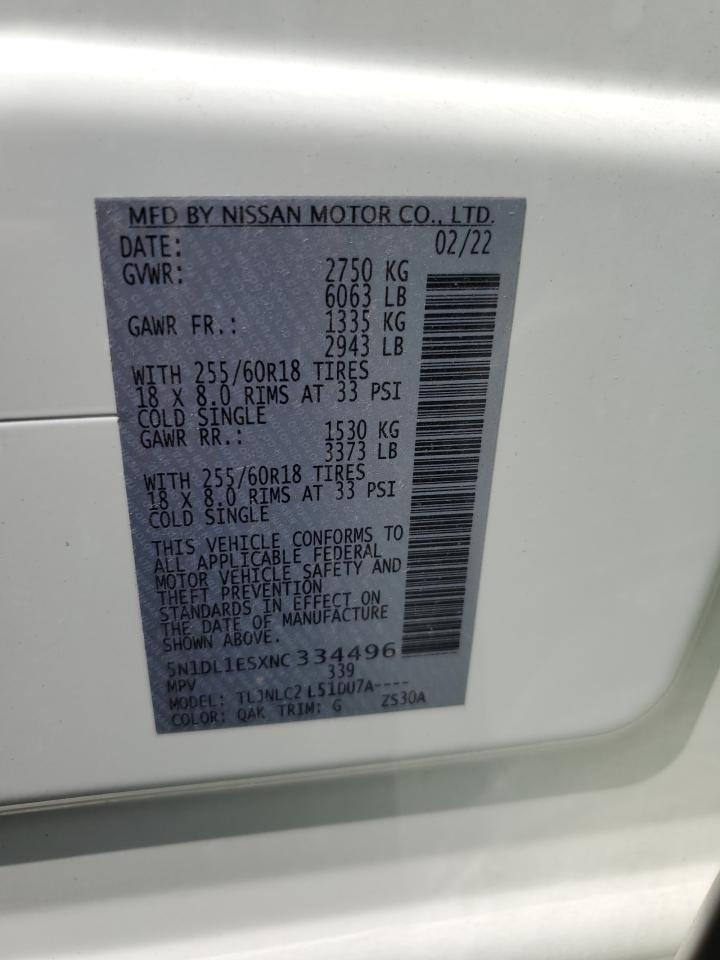 MFD BY NISSAN MOTOR CO., LTD.
DATE: 02/22
GVWR: 2750 KG
6063 LB
GAWR FR.: 1335 KG
2943 LB
WITH 255/60R18 TIRES
18 X 8.0 RIMS AT 33 PSI
COLD SINGLE
GAWR RR.: 1530 KG
3373 LB
WITH 255/60R18 TIRES
18 X 8.0 RIMS AT 33 PSI
COLD SINGLE
THIS VEHICLE CONFORMS TO
ALL APPLICABLE FEDERAL
MOTOR VEHICLE SAFETY AND
THEFT PREVENTION
STANDARDS IN EFFECT ON
THE DATE OF MANUFACTURE
SHOWN ABOVE.
5N1DL1ESXNC334496
MPV 339
MODEL: TLJNLC2 L51DU7A----
COLOR: QAK TRIM: G ZS30A